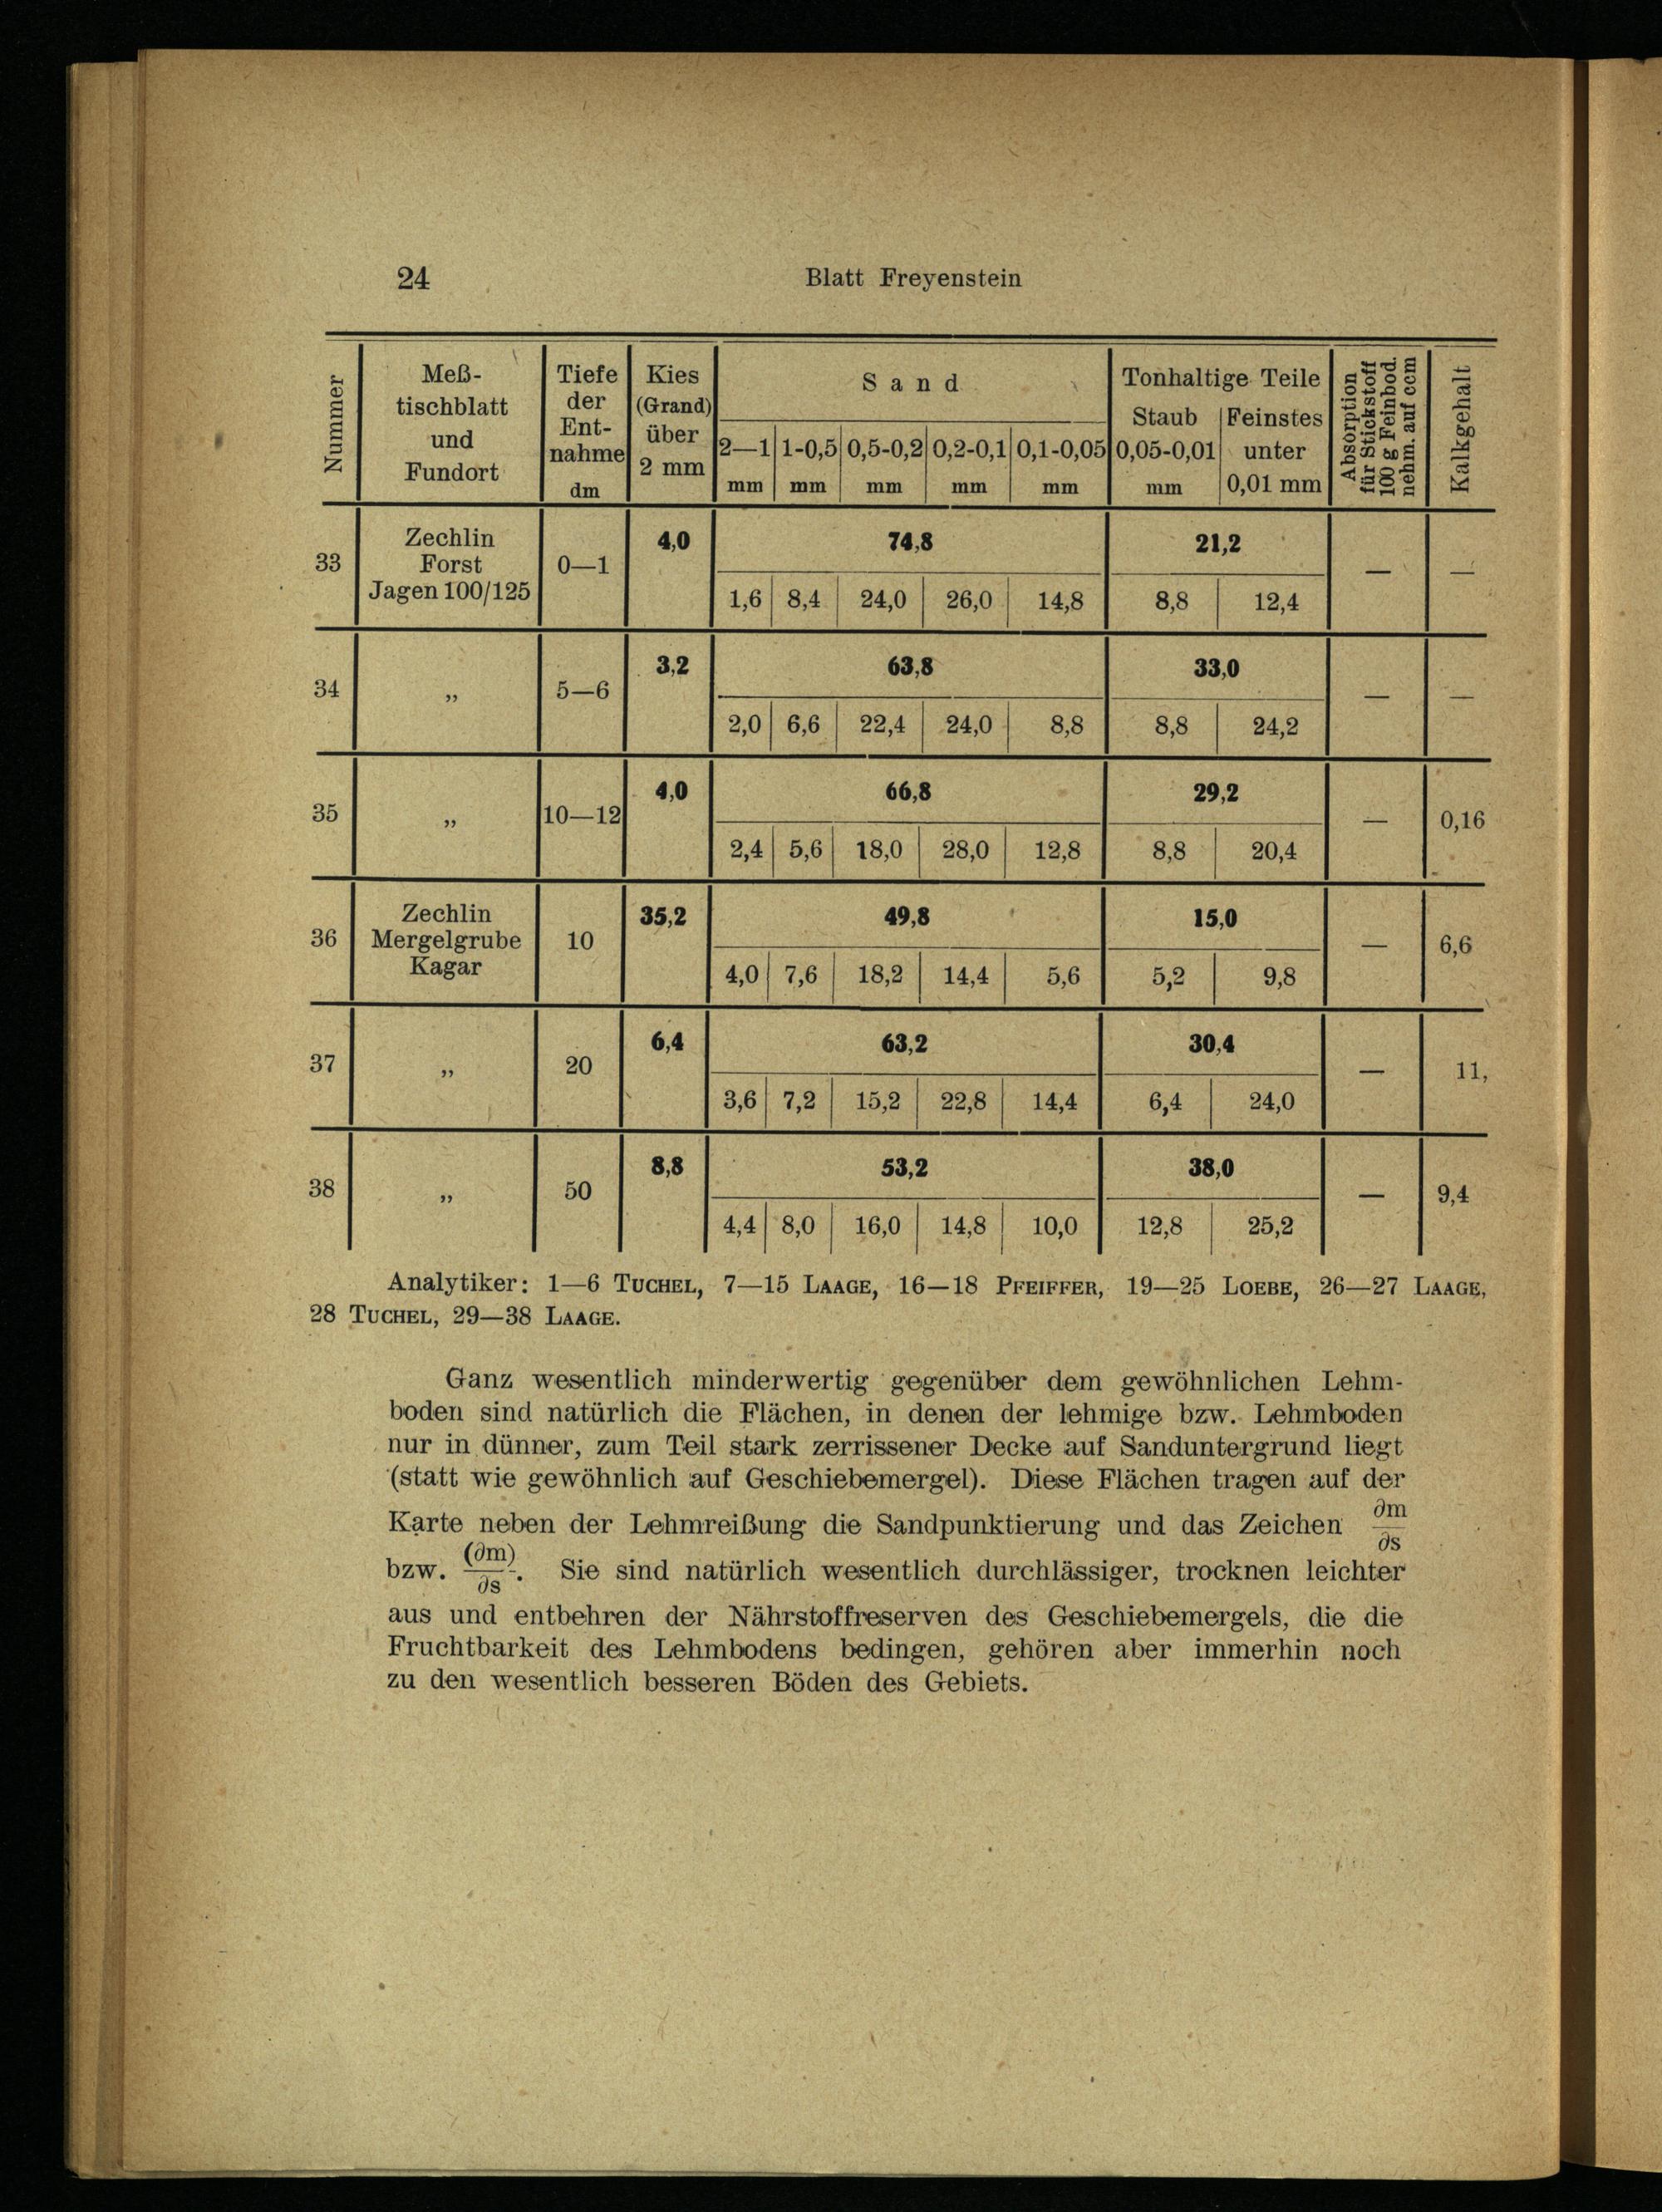 24 Blatt Freyenstein
Nummer | Meß-tischblatt und Fundort | Tiefe der Ent-nahme dm | Kies (Grand) über 2 mm | Sand | Tonhaltige Teile | Absorption für Stickstoff 100 g Feinbod. nehm. auf ccm | Kalkgehalt
2—1 mm | 1-0,5 mm | 0,5-0,2 mm | 0,2-0,1 mm | 0,1-0,05 mm | Staub 0,05-0,01 mm | Feinstes unter 0,01 mm
33 | Zechlin Forst Jagen 100/125 | 0—1 | 4,0 | 74,8 | 21,2 | — | —
1,6 | 8,4 | 24,0 | 26,0 | 14,8 | 8,8 | 12,4
34 | „ | 5—6 | 3,2 | 63,8 | 33,0 | — | —
2,0 | 6,6 | 22,4 | 24,0 | 8,8 | 8,8 | 24,2
35 | „ | 10—12 | 4,0 | 66,8 | 29,2 | — | 0,16
2,4 | 5,6 | 18,0 | 28,0 | 12,8 | 8,8 | 20,4
36 | Zechlin Mergelgrube Kagar | 10 | 35,2 | 49,8 | 15,0 | — | 6,6
4,0 | 7,6 | 18,2 | 14,4 | 5,6 | 5,2 | 9,8
37 | „ | 20 | 6,4 | 63,2 | 30,4 | — | 11,
3,6 | 7,2 | 15,2 | 22,8 | 14,4 | 6,4 | 24,0
38 | „ | 50 | 8,8 | 53,2 | 38,0 | — | 9,4
4,4 | 8,0 | 16,0 | 14,8 | 10,0 | 12,8 | 25,2
Analytiker: 1—6 TUCHEL, 7—15 LAAGE, 16—18 PFEIFFER, 19—25 LOEBE, 26—27 LAAGE,
28 TUCHEL, 29—38 LAAGE.
Ganz wesentlich minderwertig gegenüber dem gewöhnlichen Lehm-
boden sind natürlich die Flächen, in denen der lehmige bzw. Lehmboden
nur in dünner, zum Teil stark zerrissener Decke auf Sanduntergrund liegt
(statt wie gewöhnlich auf Geschiebemergel). Diese Flächen tragen auf der
Karte neben der Lehmreißung die Sandpunktierung und das Zeichen ∂m/∂s
bzw. (∂m)/∂s. Sie sind natürlich wesentlich durchlässiger, trocknen leichter
aus und entbehren der Nährstoffreserven des Geschiebemergels, die die
Fruchtbarkeit des Lehmbodens bedingen, gehören aber immerhin noch
zu den wesentlich besseren Böden des Gebiets.